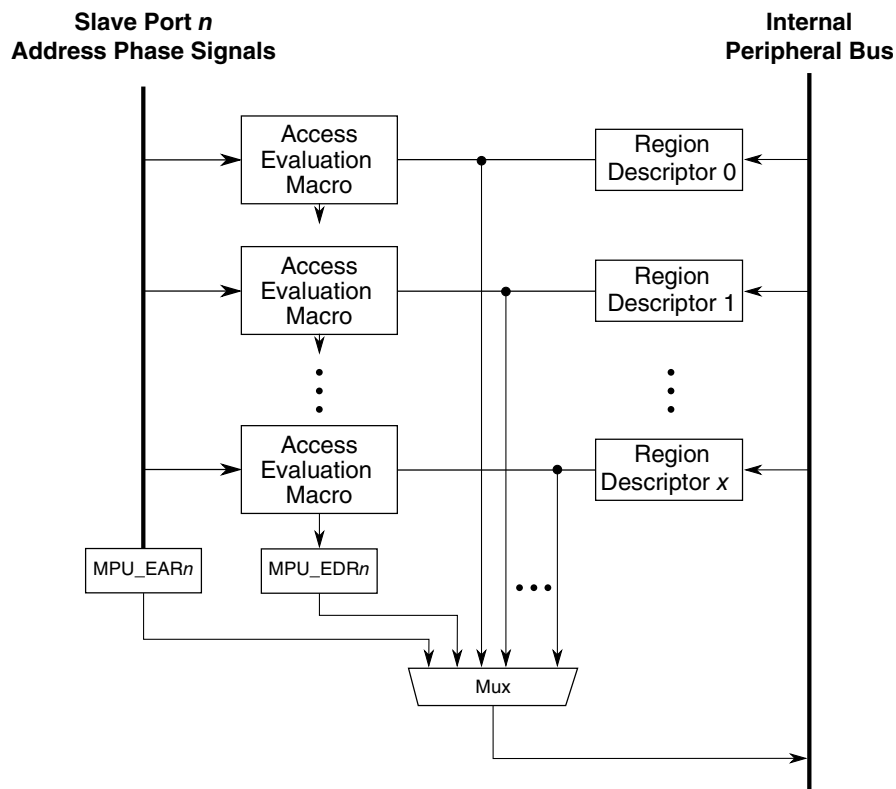 Slave Port n
Address Phase Signals
Internal
Peripheral Bus
Access
Evaluation
Macro
Region
Descriptor 0
Access
Evaluation
Macro
Region
Descriptor 1
Access
Evaluation
Macro
Region
Descriptor x
MPU_EARn
MPU_EDRn
Mux